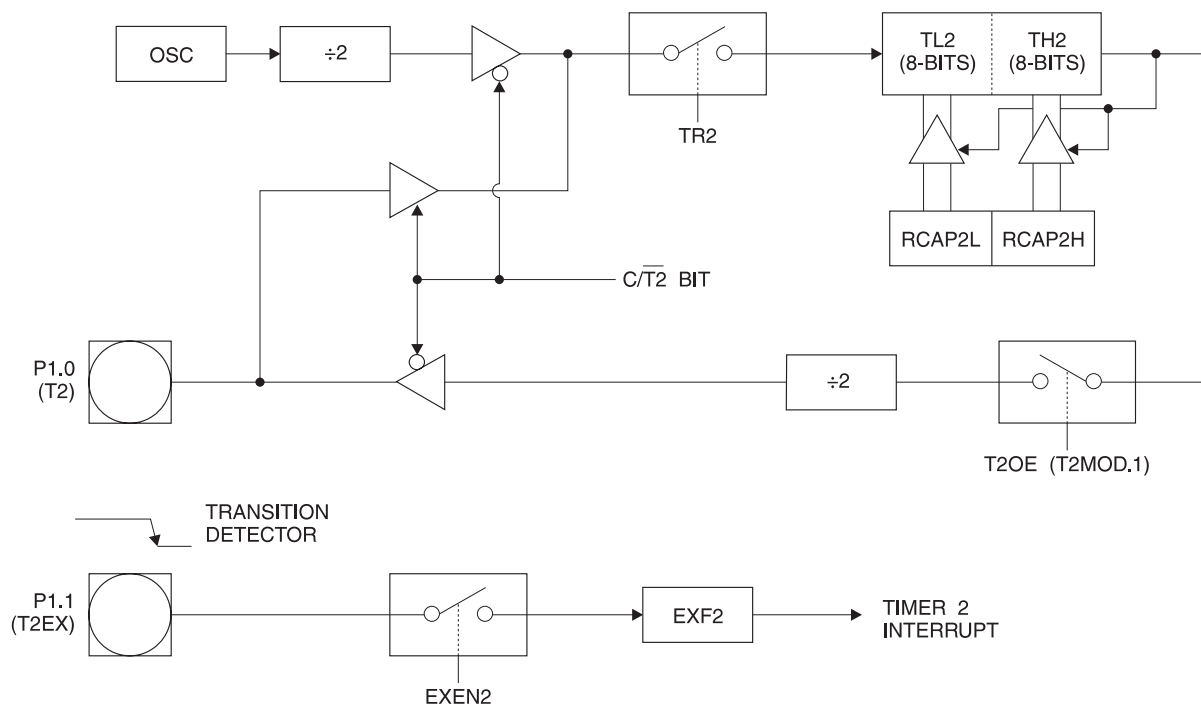 OSC
÷2
TR2
TL2
(8-BITS)
TH2
(8-BITS)
RCAP2L
RCAP2H
C/T2̅ BIT
P1.0
(T2)
÷2
T2OE (T2MOD.1)
TRANSITION
DETECTOR
P1.1
(T2EX)
EXEN2
EXF2
TIMER 2
INTERRUPT